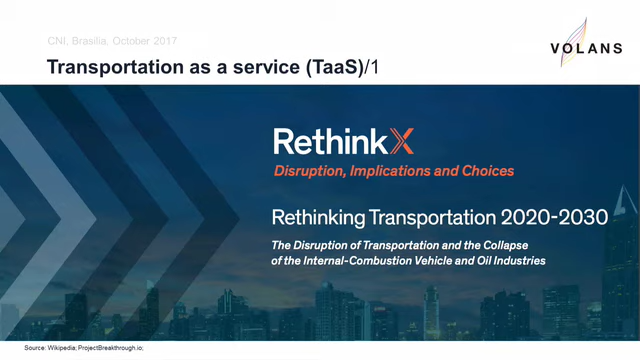 CNI, Brasilia, October 2017
VOLANS
Transportation as a service (TaaS)/1
RethinkX
Disruption, Implications and Choices
Rethinking Transportation 2020-2030
The Disruption of Transportation and the Collapse
of the Internal-Combustion Vehicle and Oil Industries
Source: Wikipedia; ProjectBreakthrough.io;